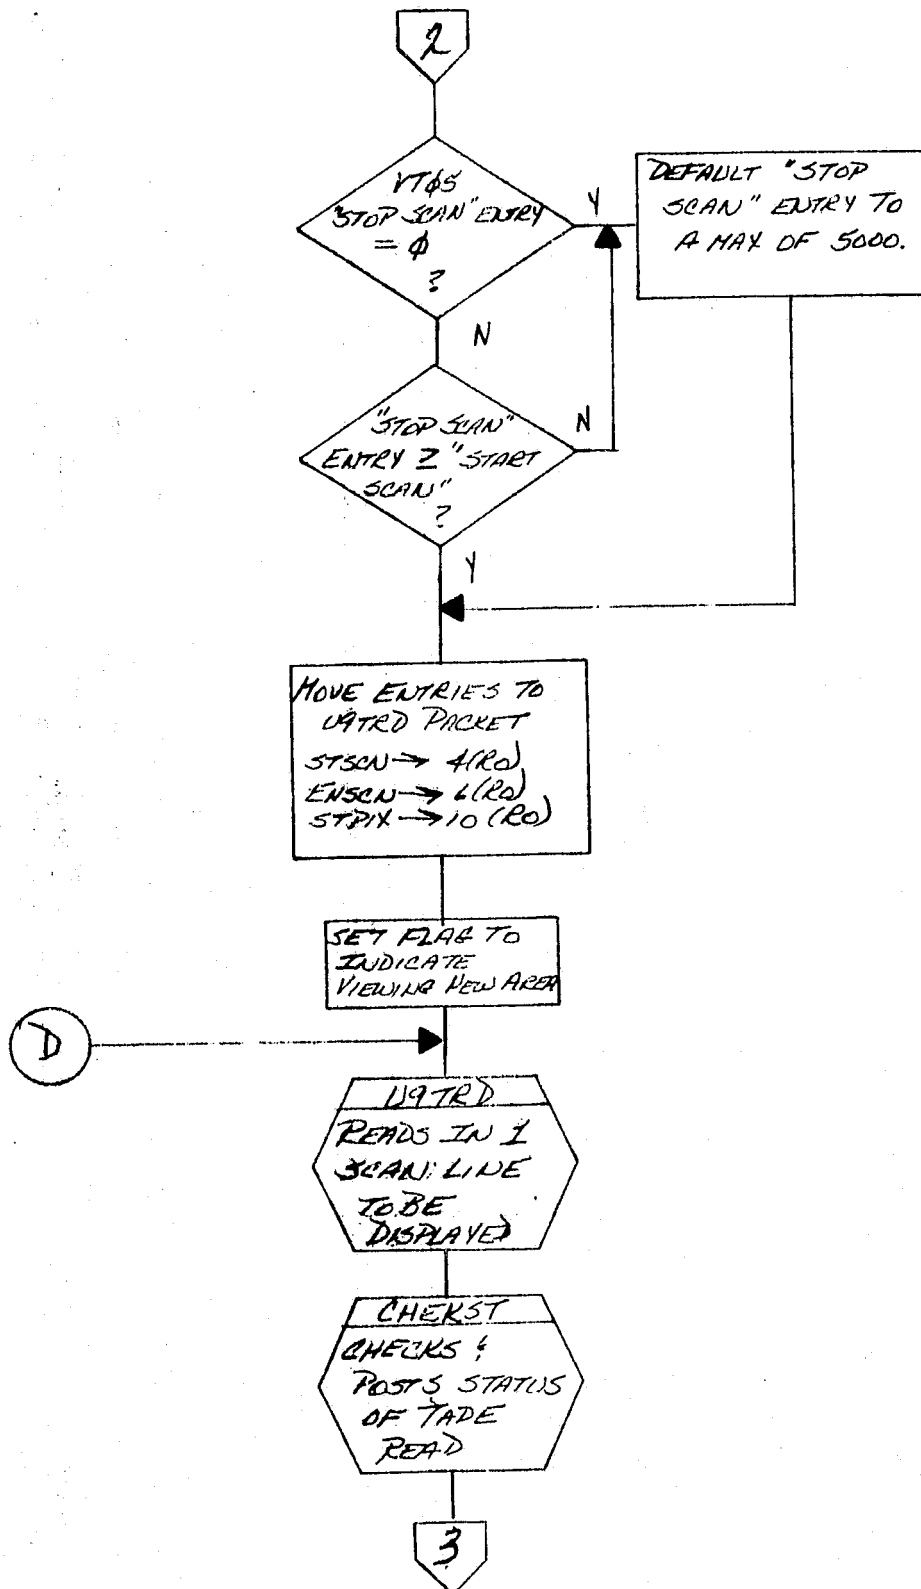 2
VTØ5
"STOP SCAN" ENTRY
= Ø
?
Y
DEFAULT "STOP
SCAN" ENTRY TO
A MAX OF 5000.
N
"STOP SCAN"
ENTRY ≥ "START
SCAN"
?
N
Y
MOVE ENTRIES TO
U9TRD PACKET
STSCN → 4(R0)
ENSCN → 6(R0)
STPIX → 10(R0)
SET FLAG TO
INDICATE
VIEWING NEW AREA
D
U9TRD
READS IN 1
SCAN LINE
TO BE
DISPLAYED
CHEKST
CHECKS &
POSTS STATUS
OF TAPE
READ
3